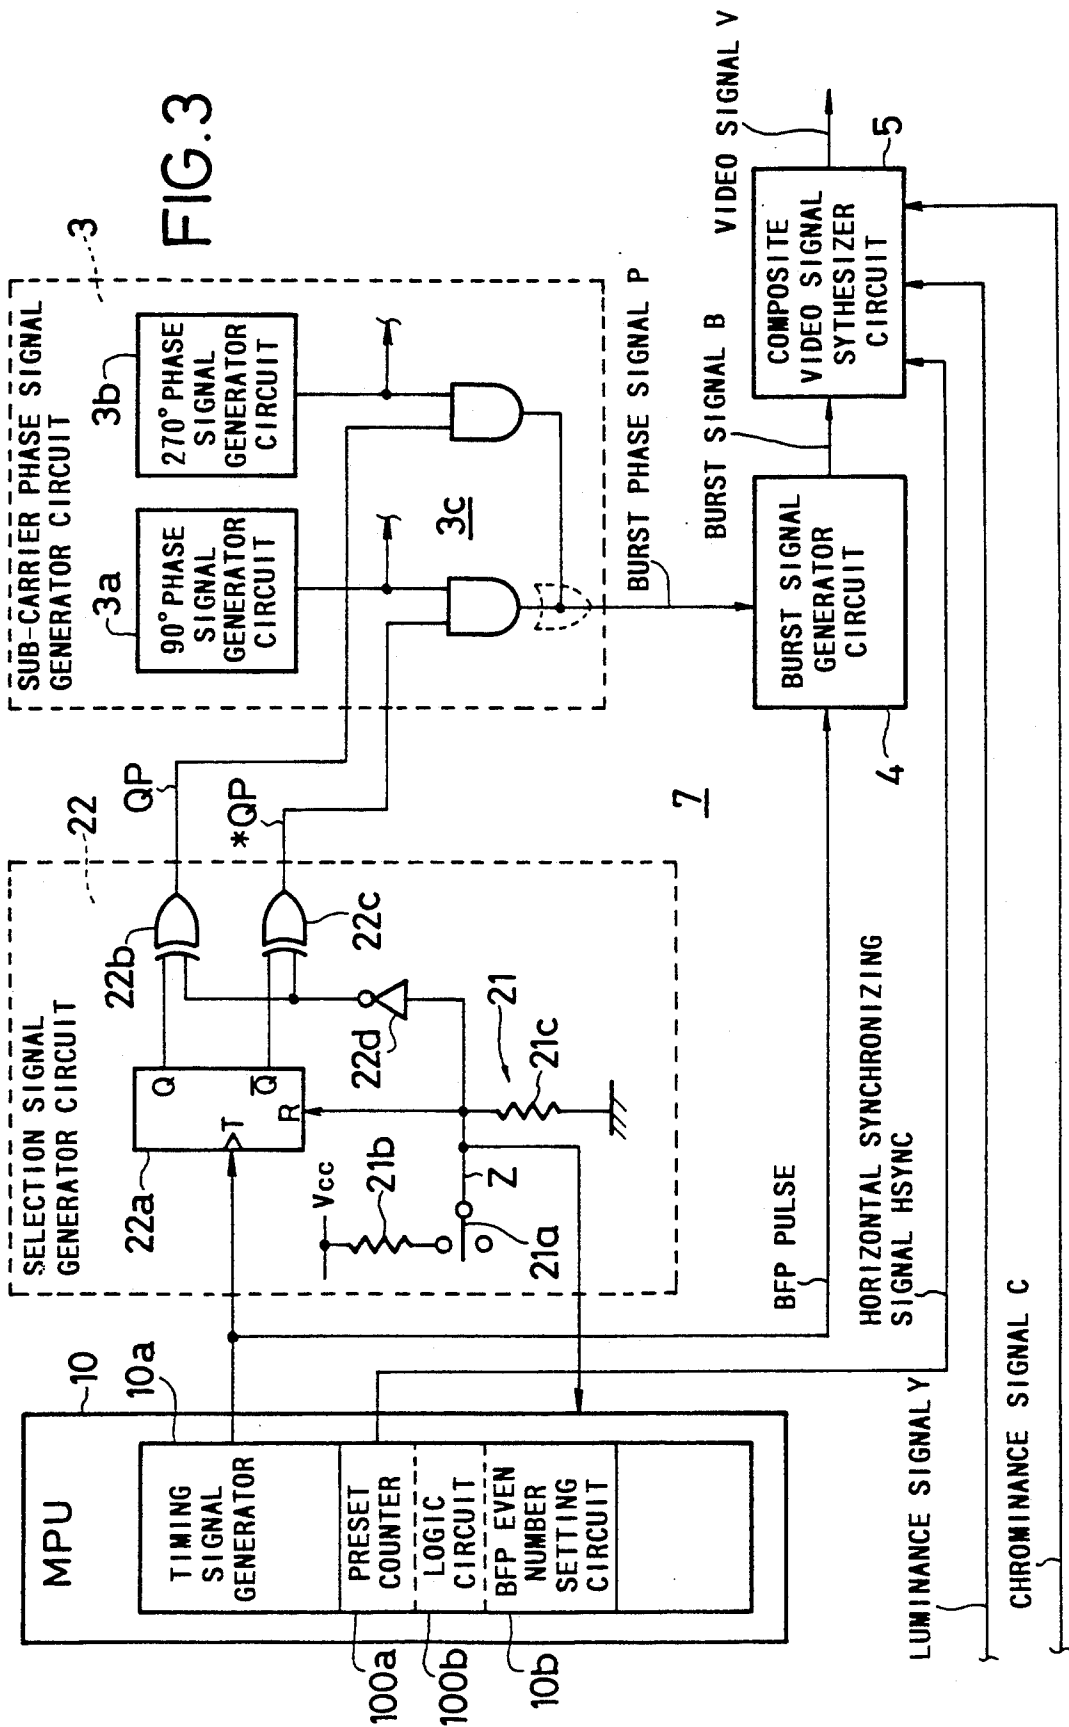 FIG.3
MPU
10
10a
TIMING
SIGNAL
GENERATOR
PRESET
COUNTER
LOGIC
CIRCUIT
BFP EVEN
NUMBER
SETTING
CIRCUIT
100a
100b
10b
SELECTION SIGNAL
GENERATOR CIRCUIT
22
22a
T
Q
Q̅
R
22b
22c
22d
Vcc
21b
21a
Z
21
21c
QP
*QP
SUB-CARRIER PHASE SIGNAL
GENERATOR CIRCUIT
3
3a
90° PHASE
SIGNAL
GENERATOR
CIRCUIT
3b
270° PHASE
SIGNAL
GENERATOR
CIRCUIT
3c
BURST PHASE SIGNAL P
7
BFP PULSE
4
BURST SIGNAL
GENERATOR
CIRCUIT
BURST SIGNAL B
COMPOSITE
VIDEO SIGNAL
SYTHESIZER
CIRCUIT
5
VIDEO SIGNAL V
HORIZONTAL SYNCHRONIZING
SIGNAL HSYNC
LUMINANCE SIGNAL Y
CHROMINANCE SIGNAL C